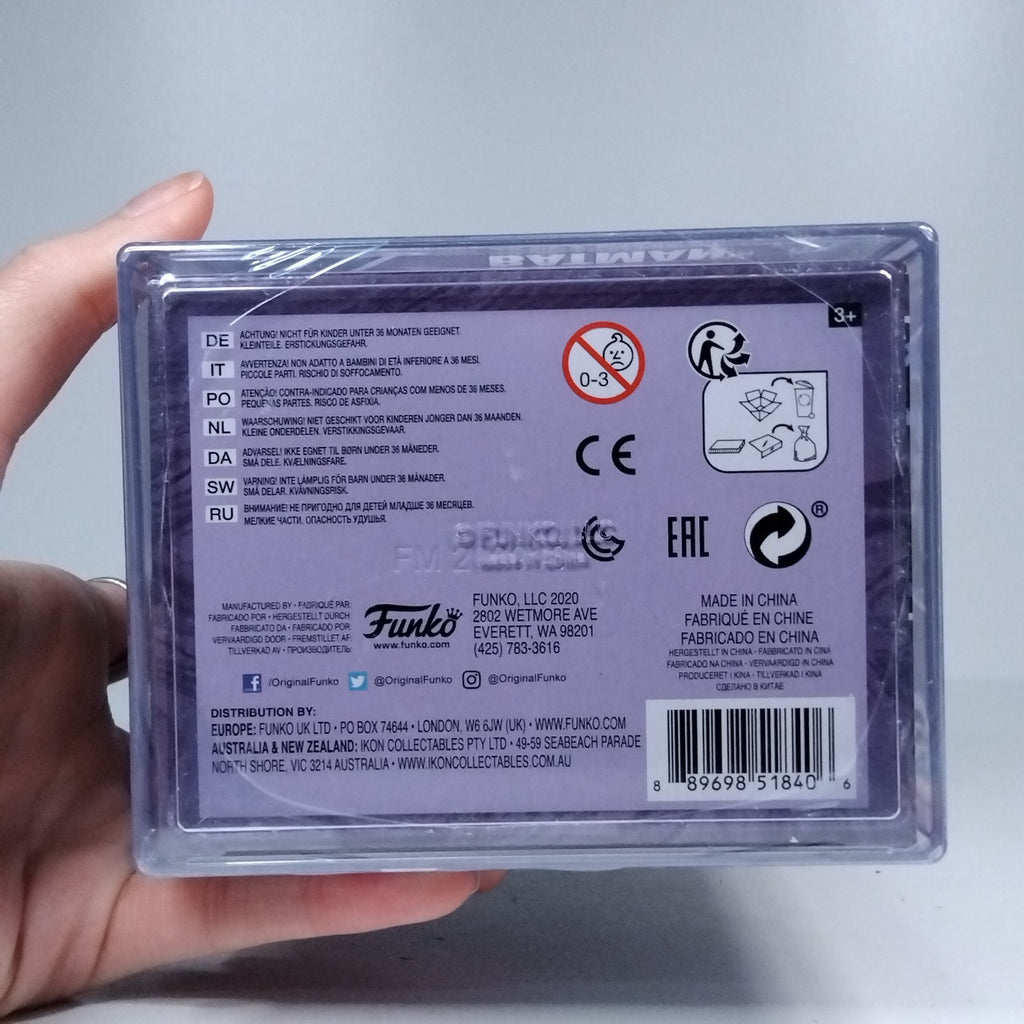 3+
DE ACHTUNG! NICHT FÜR KINDER UNTER 36 MONATEN GEEIGNET.
KLEINTEILE. ERSTICKUNGSGEFAHR.
IT AVVERTENZA! NON ADATTO A BAMBINI DI ETÀ INFERIORE A 36 MESI.
PICCOLE PARTI. RISCHIO DI SOFFOCAMENTO.
PO ATENÇÃO! CONTRA-INDICADO PARA CRIANÇAS COM MENOS DE 36 MESES.
PEQUENAS PARTES. RISCO DE ASFIXIA.
NL WAARSCHUWING! NIET GESCHIKT VOOR KINDEREN JONGER DAN 36 MAANDEN.
KLEINE ONDERDELEN. VERSTIKKINGSGEVAAR.
DA ADVARSEL! IKKE EGNET TIL BØRN UNDER 36 MÅNEDER.
SMÅ DELE. KVÆLNINGSFARE.
SW VARNING! INTE LÄMPLIG FÖR BARN UNDER 36 MÅNADER.
SMÅ DELAR. KVÄVNINGSRISK.
RU ВНИМАНИЕ! НЕ ПРИГОДНО ДЛЯ ДЕТЕЙ МЛАДШЕ 36 МЕСЯЦЕВ.
МЕЛКИЕ ЧАСТИ. ОПАСНОСТЬ УДУШЬЯ.
0-3
CE
EAC
®
© FUNKO,
FM
MANUFACTURED BY • FABRIQUÉ PAR:
FABRICADO POR • HERGESTELLT DURCH:
FABBRICATO DA • FABRICADO POR:
VERVAARDIGD DOOR • FREMSTILLET AF:
TILLVERKAD AV • ПРОИЗВОДИТЕЛЬ:
Funko
www.funko.com
FUNKO, LLC 2020
2802 WETMORE AVE
EVERETT, WA 98201
(425) 783-3616
MADE IN CHINA
FABRIQUÉ EN CHINE
FABRICADO EN CHINA
HERGESTELLT IN CHINA • FABBRICATO IN CINA
FABRICADO NA CHINA • VERVAARDIGD IN CHINA
PRODUCERET I KINA • TILLVERKAD I KINA
СДЕЛАНО В КИТАЕ
/OriginalFunko @OriginalFunko @OriginalFunko
DISTRIBUTION BY:
EUROPE: FUNKO UK LTD • PO BOX 74644 • LONDON, W6 6JW (UK) • WWW.FUNKO.COM
AUSTRALIA & NEW ZEALAND: IKON COLLECTABLES PTY LTD • 49-59 SEABEACH PARADE
NORTH SHORE, VIC 3214 AUSTRALIA • WWW.IKONCOLLECTABLES.COM.AU
8 89698 51840 6